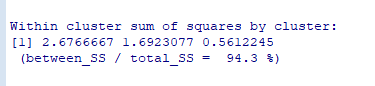 Within cluster sum of squares by cluster:
[1] 2.6766667 1.6923077 0.5612245
 (between_SS / total_SS =  94.3 %)